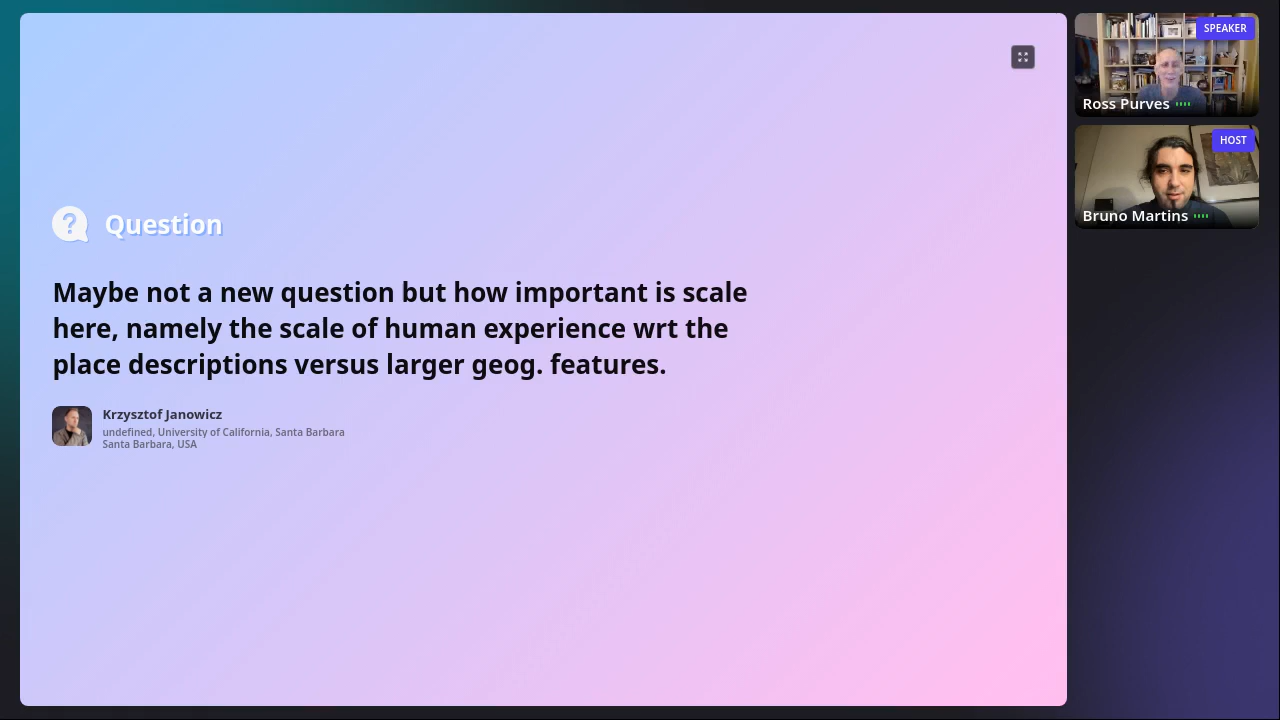 Question
Maybe not a new question but how important is scale
here, namely the scale of human experience wrt the
place descriptions versus larger geog. features.
Krzysztof Janowicz
undefined, University of California, Santa Barbara
Santa Barbara, USA
SPEAKER
Ross Purves
HOST
Bruno Martins